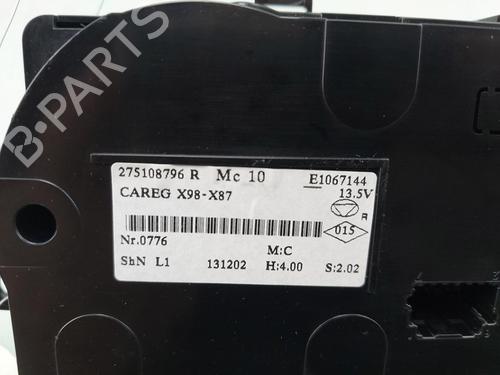 275108796 R Mc 10 E1067144
CAREG X98-X87 13.5V
R
015
Nr.0776 M:C
ShN L1 131202 H:4.00 S:2.02
B-PARTS